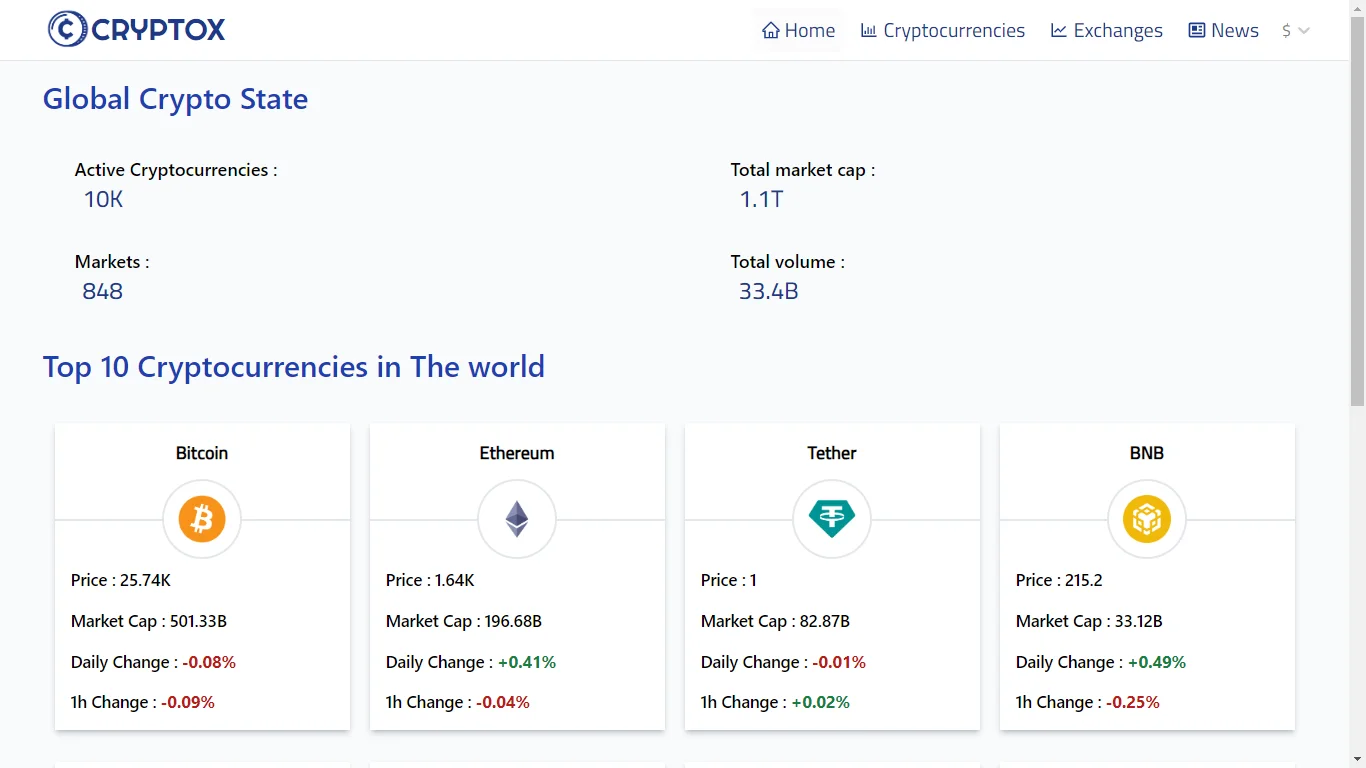 CRYPTOX
Home
Cryptocurrencies
Exchanges
News
$
Global Crypto State
Active Cryptocurrencies :
10K
Total market cap :
1.1T
Markets :
848
Total volume :
33.4B
Top 10 Cryptocurrencies in The world
Bitcoin
Price : 25.74K
Market Cap : 501.33B
Daily Change : -0.08%
1h Change : -0.09%
Ethereum
Price : 1.64K
Market Cap : 196.68B
Daily Change : +0.41%
1h Change : -0.04%
Tether
Price : 1
Market Cap : 82.87B
Daily Change : -0.01%
1h Change : +0.02%
BNB
Price : 215.2
Market Cap : 33.12B
Daily Change : +0.49%
1h Change : -0.25%